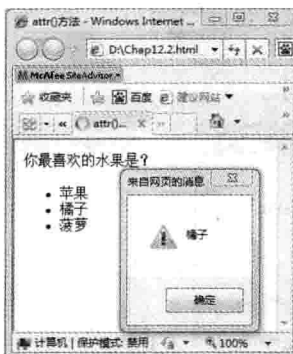 attr()方法 - Windows Internet ...
D:\Chap12.2.html
McAfee SiteAdvisor
收藏夹 百度 建议网站
attr()...
你最喜欢的水果是？
苹果
橘子
菠萝
来自网页的消息
橘子
确定
计算机 | 保护模式: 禁用 100%